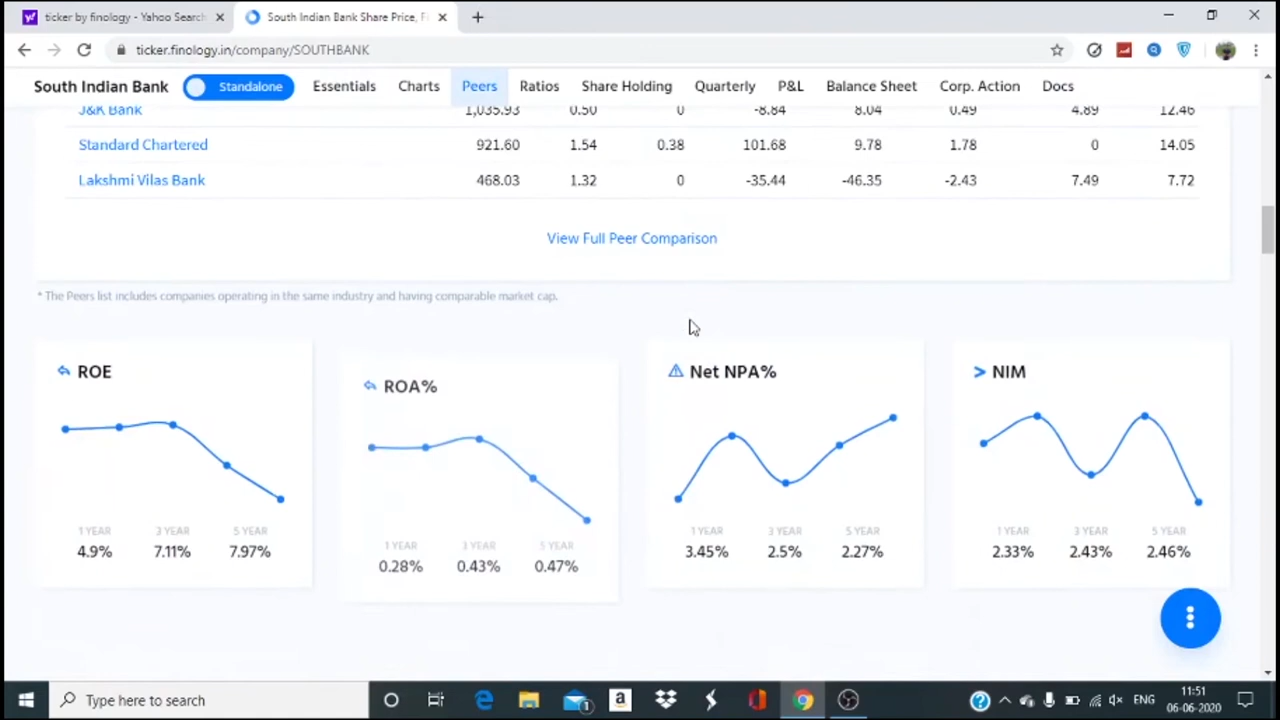 ticker by finology - Yahoo Search
South Indian Bank Share Price, F
ticker.finology.in/company/SOUTHBANK
South Indian Bank Standalone Essentials Charts Peers Ratios Share Holding Quarterly P&L Balance Sheet Corp. Action Docs
J&K Bank 1,035.93 0.50 0 -8.84 8.04 0.49 4.89 12.46
Standard Chartered 921.60 1.54 0.38 101.68 9.78 1.78 0 14.05
Lakshmi Vilas Bank 468.03 1.32 0 -35.44 -46.35 -2.43 7.49 7.72
View Full Peer Comparison
* The Peers list includes companies operating in the same industry and having comparable market cap.
ROE
1 YEAR 3 YEAR 5 YEAR
4.9% 7.11% 7.97%
ROA%
1 YEAR 3 YEAR 5 YEAR
0.28% 0.43% 0.47%
Net NPA%
1 YEAR 3 YEAR 5 YEAR
3.45% 2.5% 2.27%
> NIM
1 YEAR 3 YEAR 5 YEAR
2.33% 2.43% 2.46%
Type here to search
ENG
11:51
06-06-2020